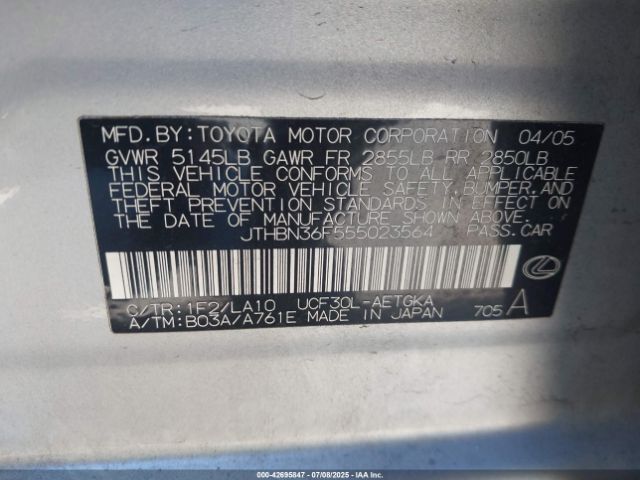 MFD. BY: TOYOTA MOTOR CORPORATION 04/05
GVWR 5145LB GAWR FR 2855LB RR 2850LB
THIS VEHICLE CONFORMS TO ALL APPLICABLE
FEDERAL MOTOR VEHICLE SAFETY, BUMPER, AND
THEFT PREVENTION STANDARDS IN EFFECT ON
THE DATE OF MANUFACTURE SHOWN ABOVE.
JTHBN36F555023564 PASS. CAR
C/TR: 1F2/LA10 UCF30L-AETGKA
A/TM: B03A/A761E MADE IN JAPAN 705 A
000-42695847 | 07/08/2025 | IAAI.CA